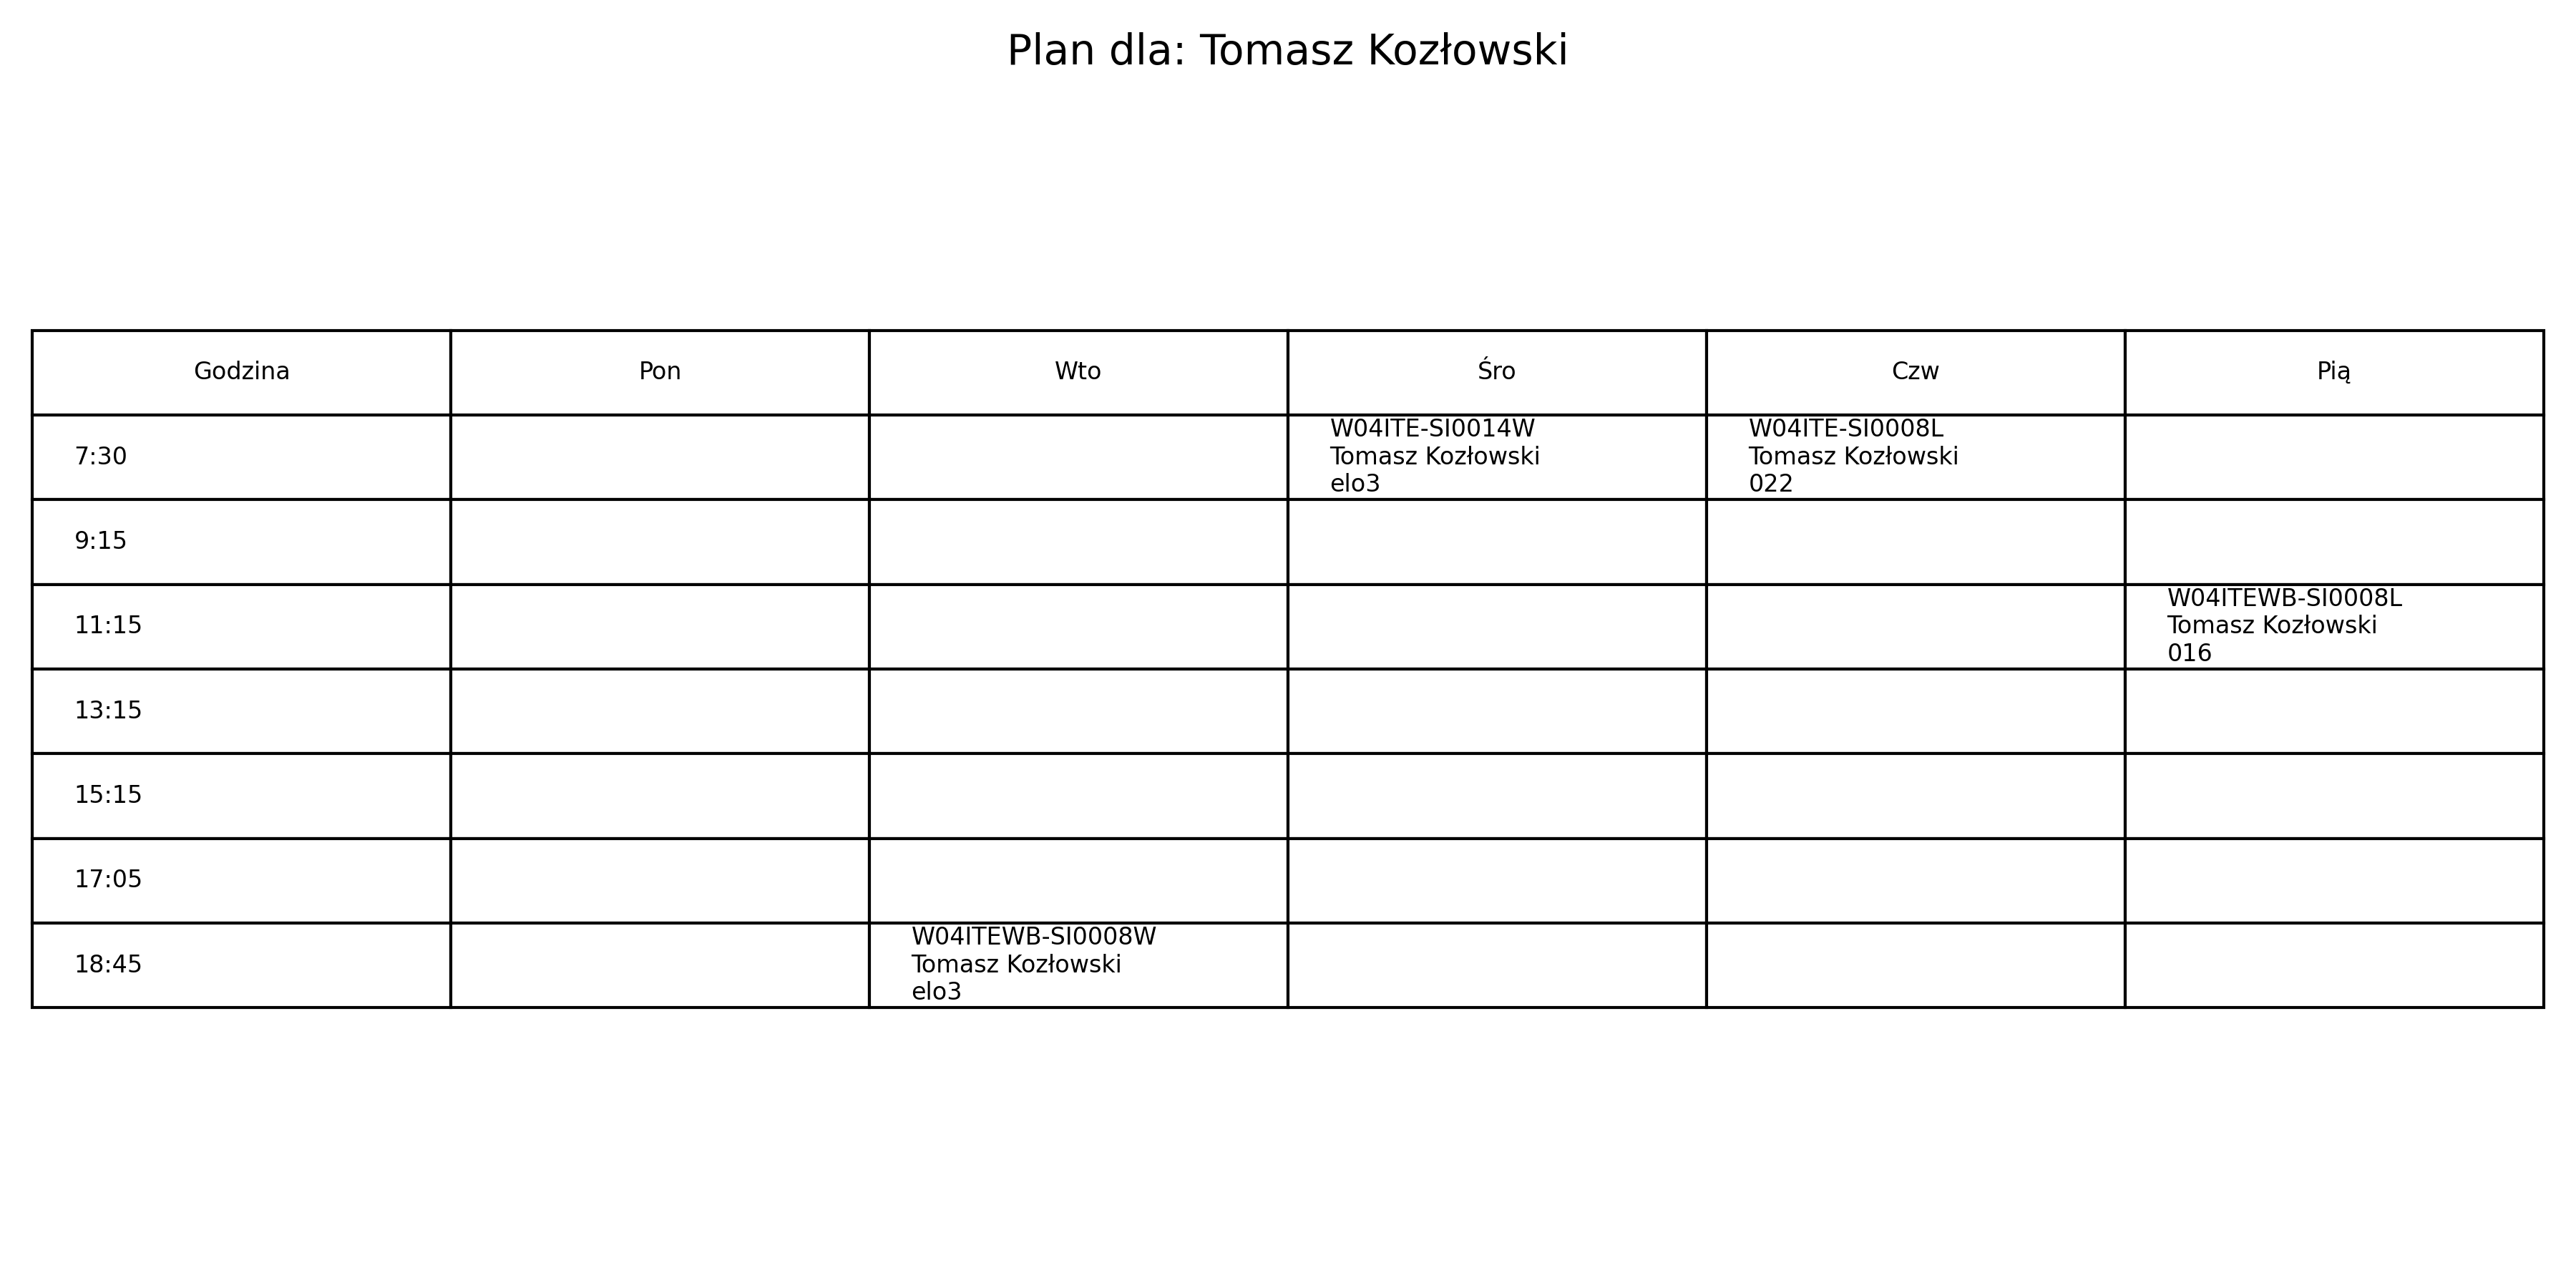 Plan dla: Tomasz Kozłowski
Godzina Pon Wto Śro Czw Pią
7:30
W04ITE-SI0014W
Tomasz Kozłowski
elo3
W04ITE-SI0008L
Tomasz Kozłowski
022
9:15
11:15
W04ITEWB-SI0008L
Tomasz Kozłowski
016
13:15
15:15
17:05
18:45
W04ITEWB-SI0008W
Tomasz Kozłowski
elo3